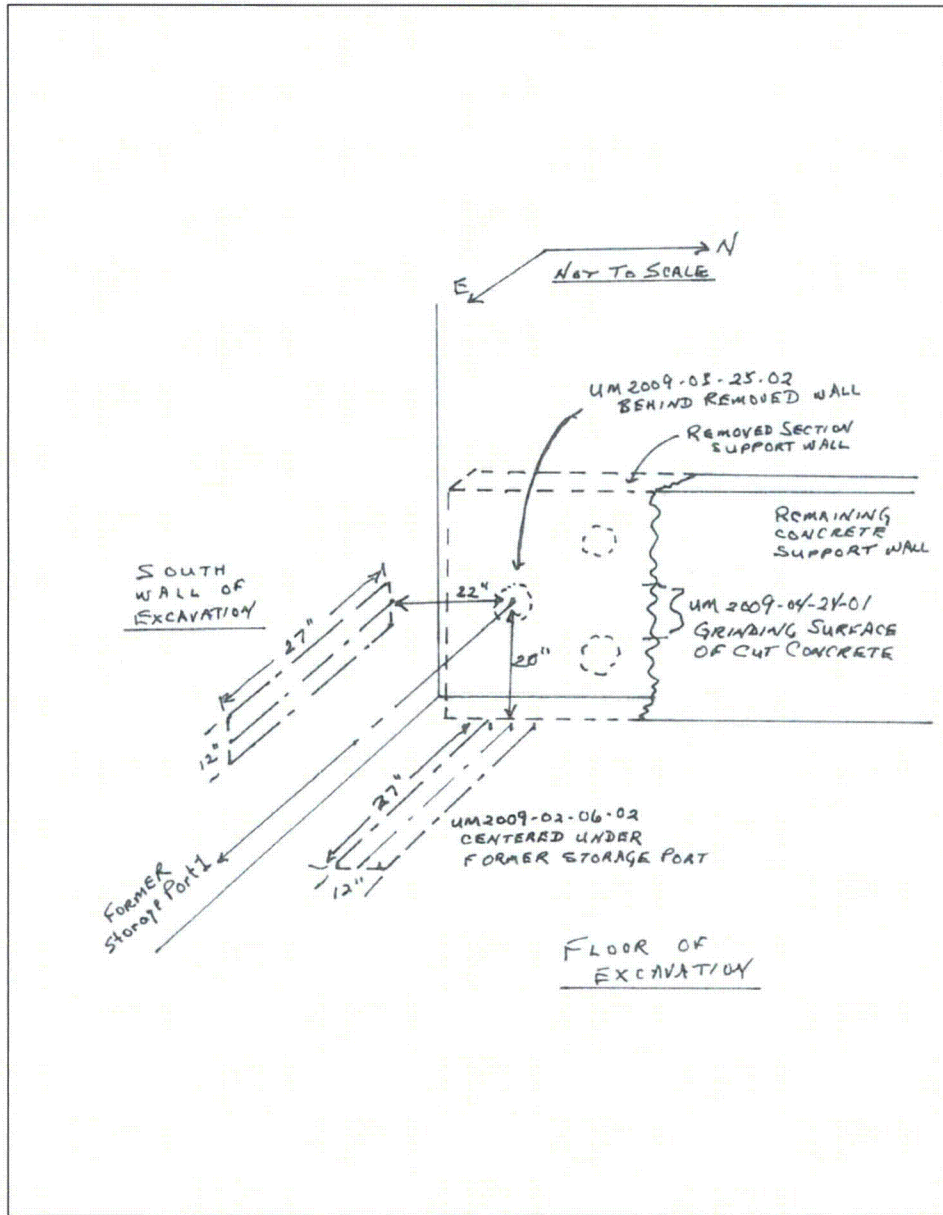 N
E
NOT TO SCALE
UM 2009-03-25-02
BEHIND REMOVED WALL
REMOVED SECTION
SUPPORT WALL
REMAINING
CONCRETE
SUPPORT WALL
SOUTH
WALL OF
EXCAVATION
22"
27"
12"
20"
UM 2009-04-24-01
GRINDING SURFACE
OF CUT CONCRETE
27"
12"
UM2009-02-06-02
CENTERED UNDER
FORMER STORAGE PORT
FORMER
Storage Port 1
FLOOR OF
EXCAVATION